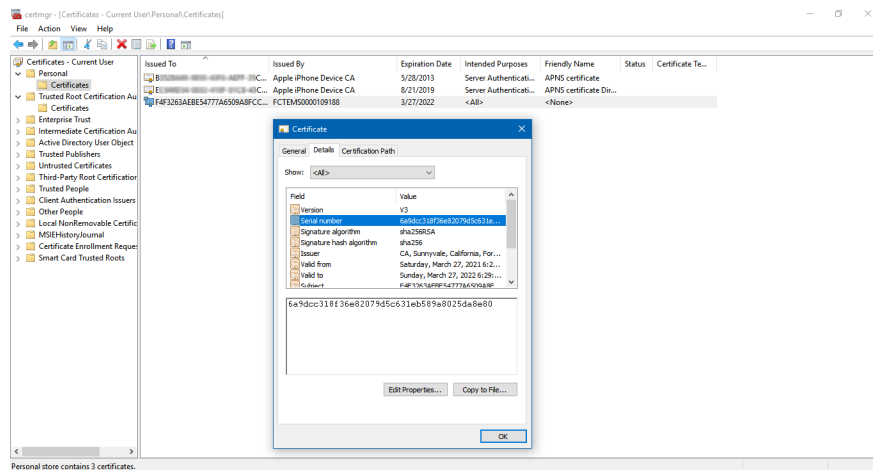 certmgr - [Certificates - Current User\Personal\Certificates]
File Action View Help
Certificates - Current User
Personal
Certificates
Trusted Root Certification Au
Certificates
Enterprise Trust
Intermediate Certification Au
Active Directory User Object
Trusted Publishers
Untrusted Certificates
Third-Party Root Certification
Trusted People
Client Authentication Issuers
Other People
Local NonRemovable Certific
MSIEHistoryJournal
Certificate Enrollment Reques
Smart Card Trusted Roots
Issued To Issued By Expiration Date Intended Purposes Friendly Name Status Certificate Te...
Apple iPhone Device CA 5/28/2013 Server Authenticati... APNS certificate
Apple iPhone Device CA 8/21/2019 Server Authenticati... APNS certificate Dir...
F4F3263AEBE54777A6509A8FCC... FCTEMS0000109188 3/27/2022 <All> <None>
Certificate
General Details Certification Path
Show: <All>
Field Value
Version V3
Serial number 6a9dcc318f36e82079d5c631e...
Signature algorithm sha256RSA
Signature hash algorithm sha256
Issuer CA, Sunnyvale, California, For...
Valid from Saturday, March 27, 2021 6:2...
Valid to Sunday, March 27, 2022 6:29:...
Subject F4F3263AEBE54777A6509A8F
6a9dcc318f36e82079d5c631eb589a8025da8e80
Edit Properties... Copy to File...
OK
Personal store contains 3 certificates.